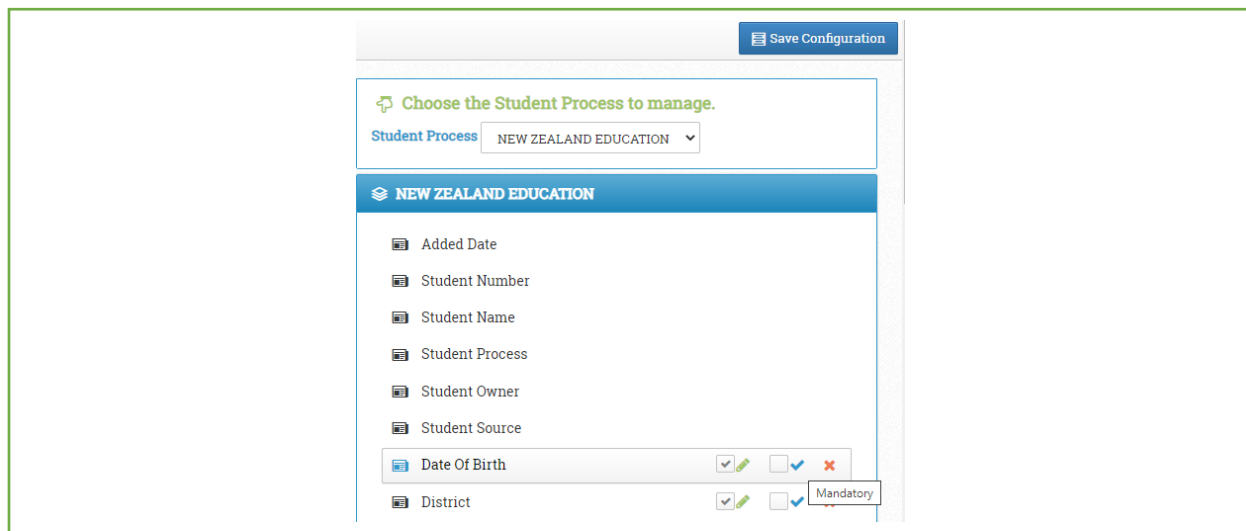 Save Configuration
Choose the Student Process to manage.
Student Process NEW ZEALAND EDUCATION
NEW ZEALAND EDUCATION
Added Date
Student Number
Student Name
Student Process
Student Owner
Student Source
Date Of Birth
Mandatory
District